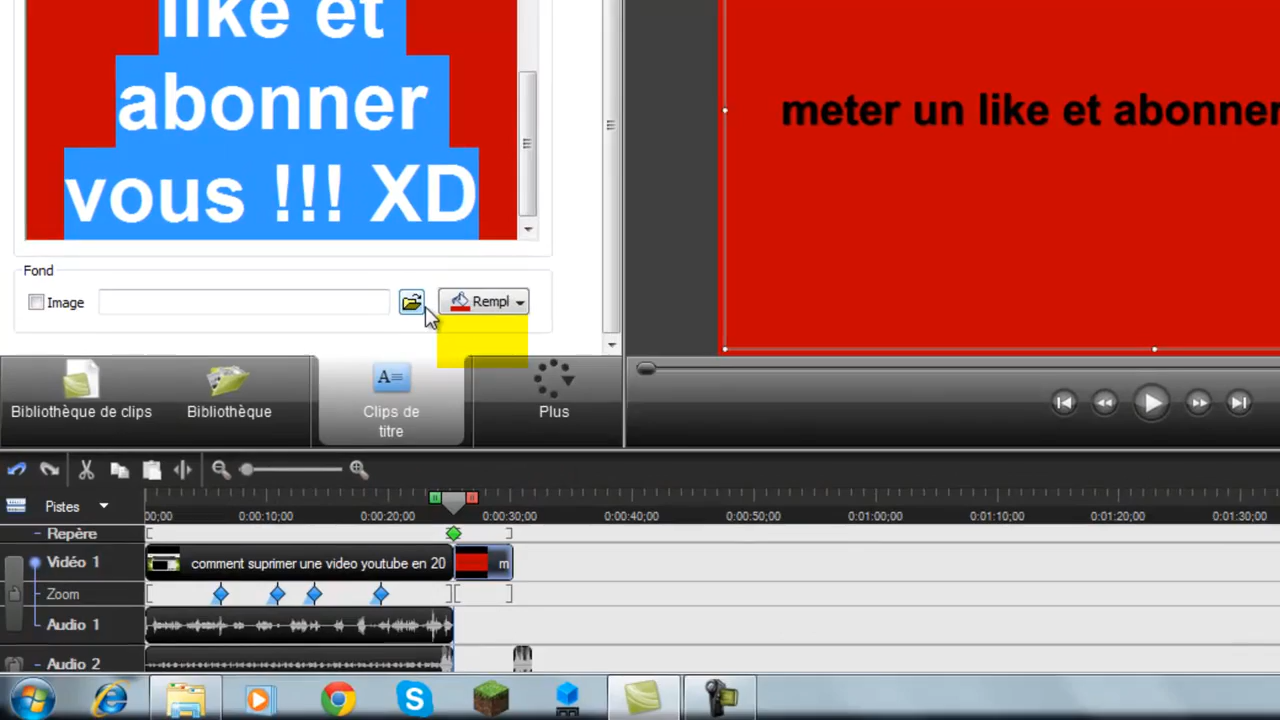 like et
abonner
vous !!! XD
meter un like et abonner
Fond
Image
Rempl
Bibliothèque de clips
Bibliothèque
Clips de
titre
Plus
Pistes
00;00
0:00:10;00
0:00:20;00
0:00:30;00
0:00:40;00
0:00:50;00
0:01:00;00
0:01:10;00
0:01:20;00
0:01:30;00
Repère
Vidéo 1
comment suprimer une video youtube en 20
m
Zoom
Audio 1
Audio 2